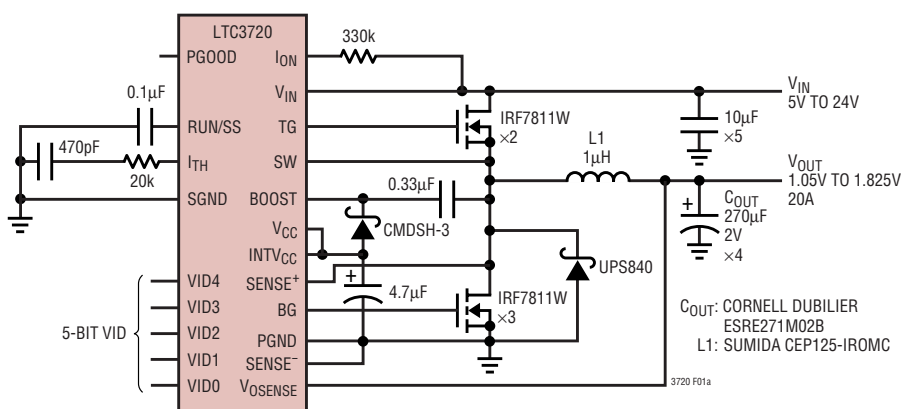 LTC3720
PGOOD
ION
330k
VIN
VIN
5V TO 24V
0.1µF
RUN/SS
TG
IRF7811W
×2
10µF
×5
470pF
ITH
20k
SW
L1
1µH
VOUT
1.05V TO 1.825V
20A
SGND
BOOST
0.33µF
CMDSH-3
+
COUT
270µF
2V
×4
VCC
INTVCC
SENSE+
+
4.7µF
UPS840
VID4
VID3
BG
IRF7811W
×3
5-BIT VID
VID2
PGND
VID1
SENSE–
VID0
VOSENSE
COUT: CORNELL DUBILIER
ESRE271M02B
L1: SUMIDA CEP125-IROMC
3720 F01a